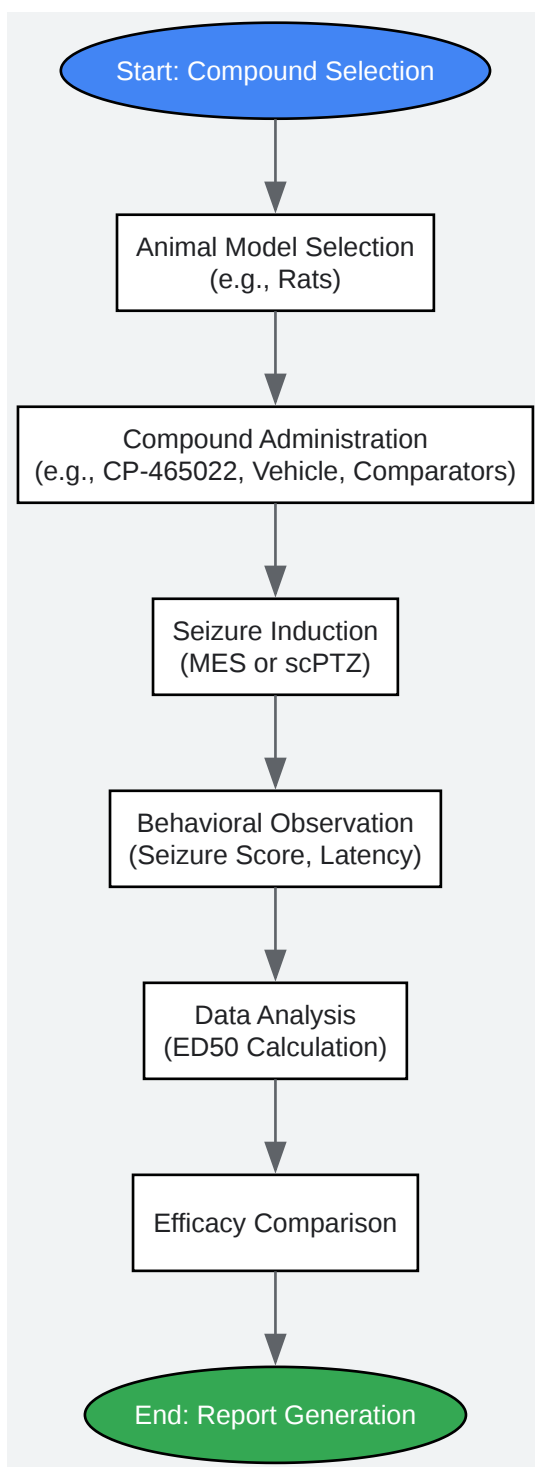 Start: Compound Selection
Animal Model Selection
(e.g., Rats)
Compound Administration
(e.g., CP-465022, Vehicle, Comparators)
Seizure Induction
(MES or scPTZ)
Behavioral Observation
(Seizure Score, Latency)
Data Analysis
(ED50 Calculation)
Efficacy Comparison
End: Report Generation